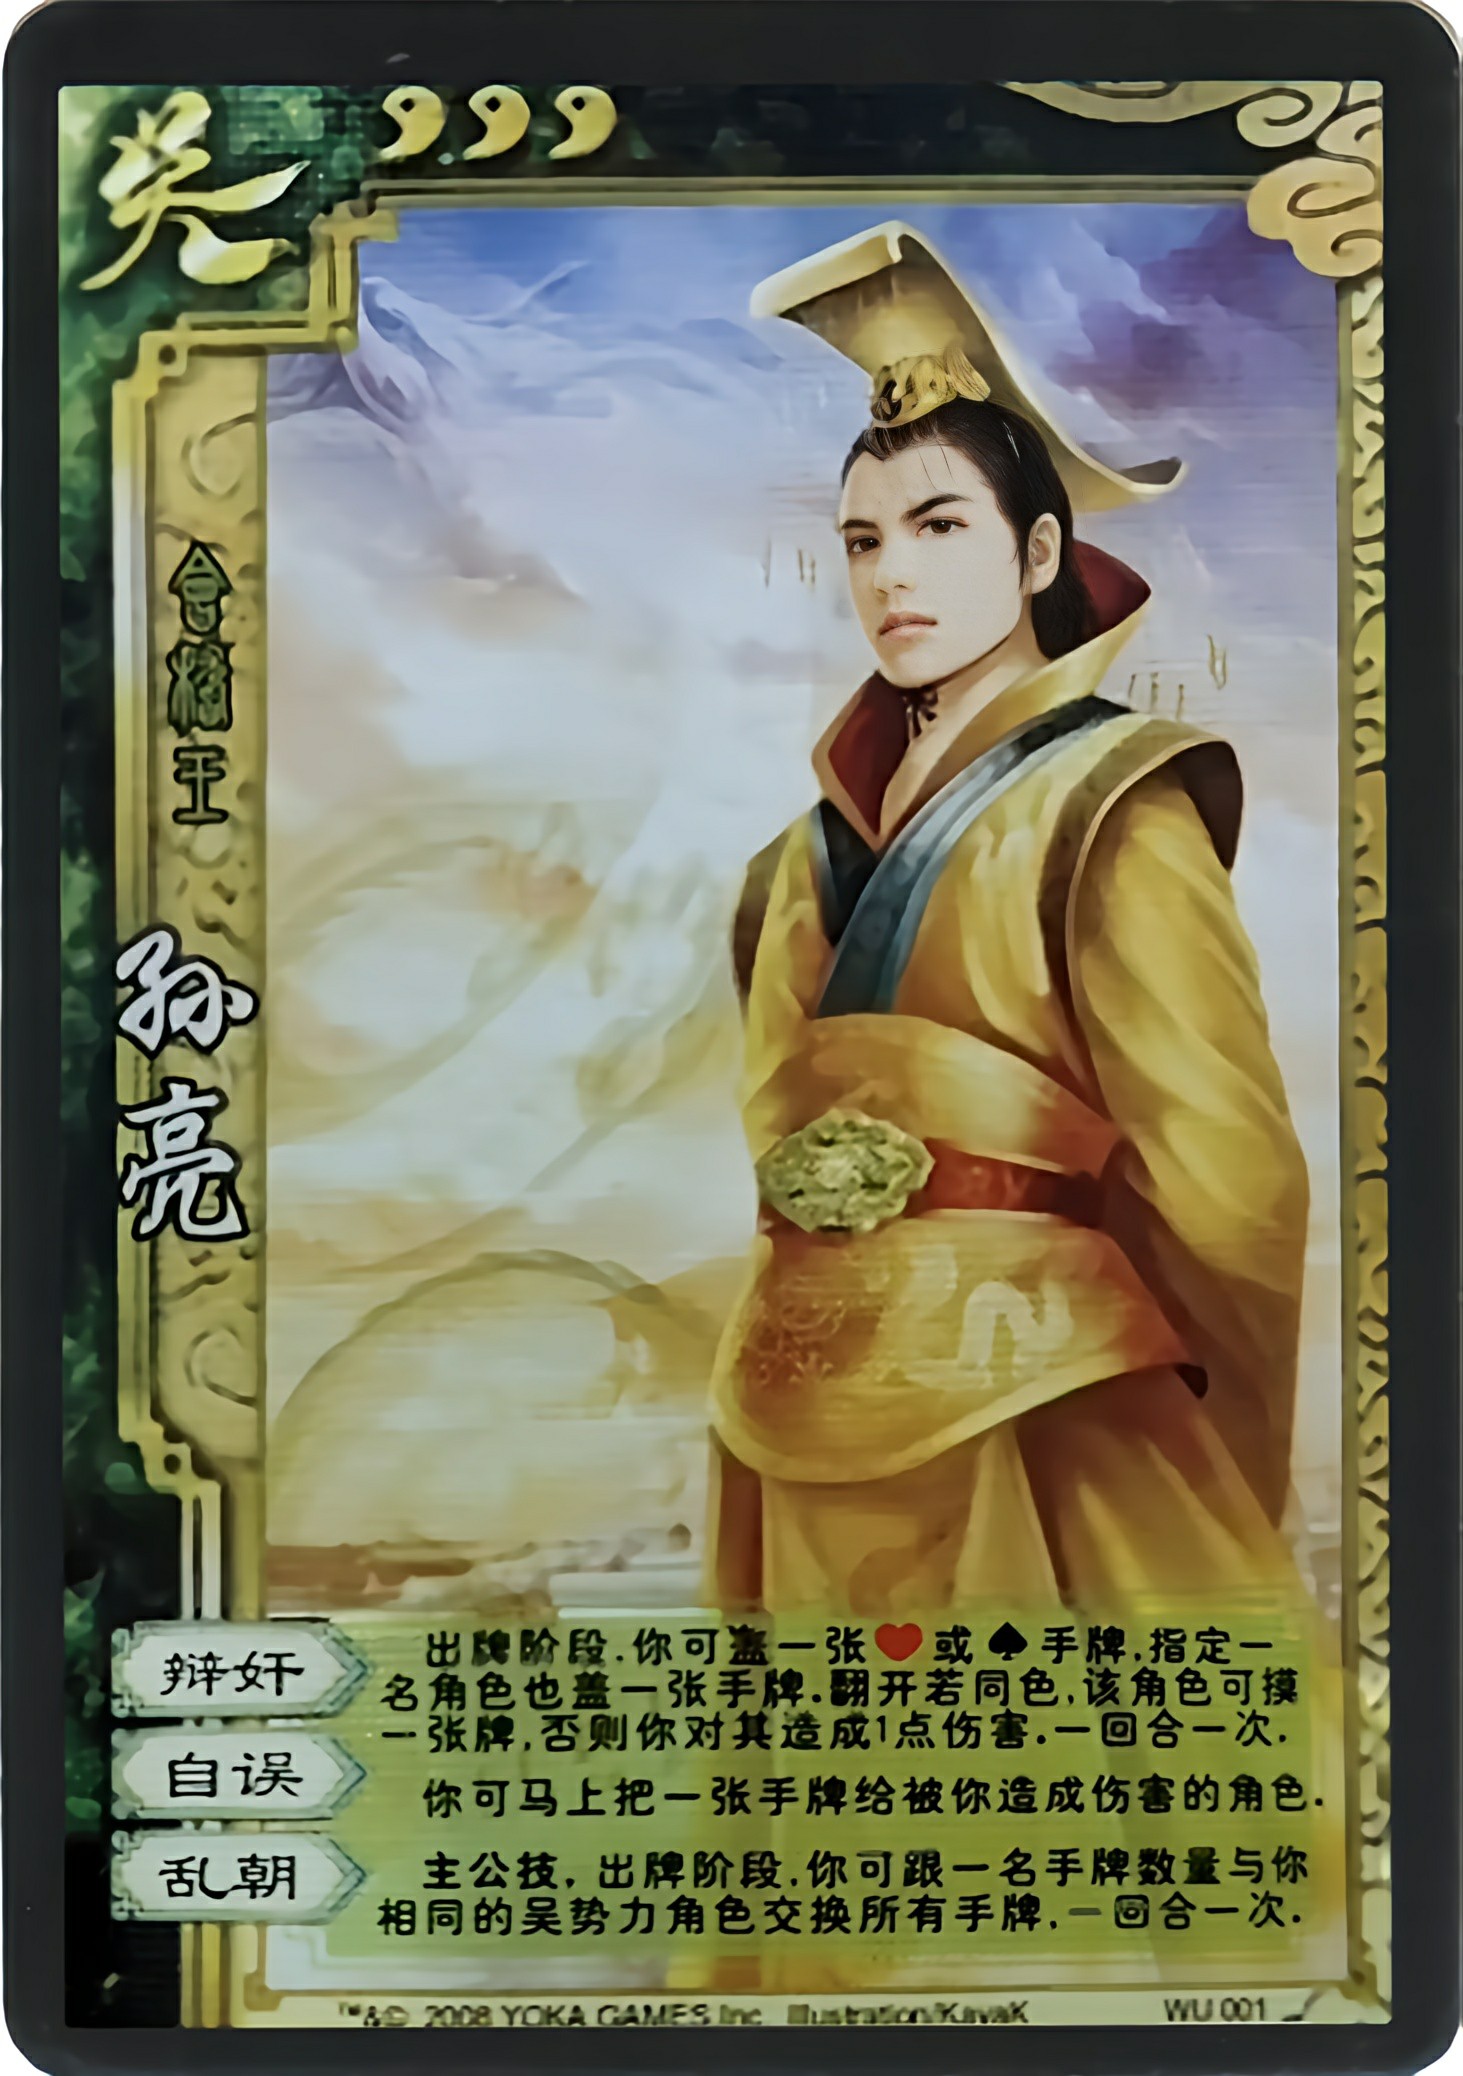 吴
会稽王
孙亮
辩奸
出牌阶段.你可盖一张♥或♠手牌,指定一
名角色也盖一张手牌.翻开若同色,该角色可摸
一张牌,否则你对其造成1点伤害.一回合一次.
自误
你可马上把一张手牌给被你造成伤害的角色.
乱朝
主公技,出牌阶段,你可跟一名手牌数量与你
相同的吴势力角色交换所有手牌,一回合一次.
™&© 2008 YOKA GAMES Inc. Illustration/KayaK
WU 001